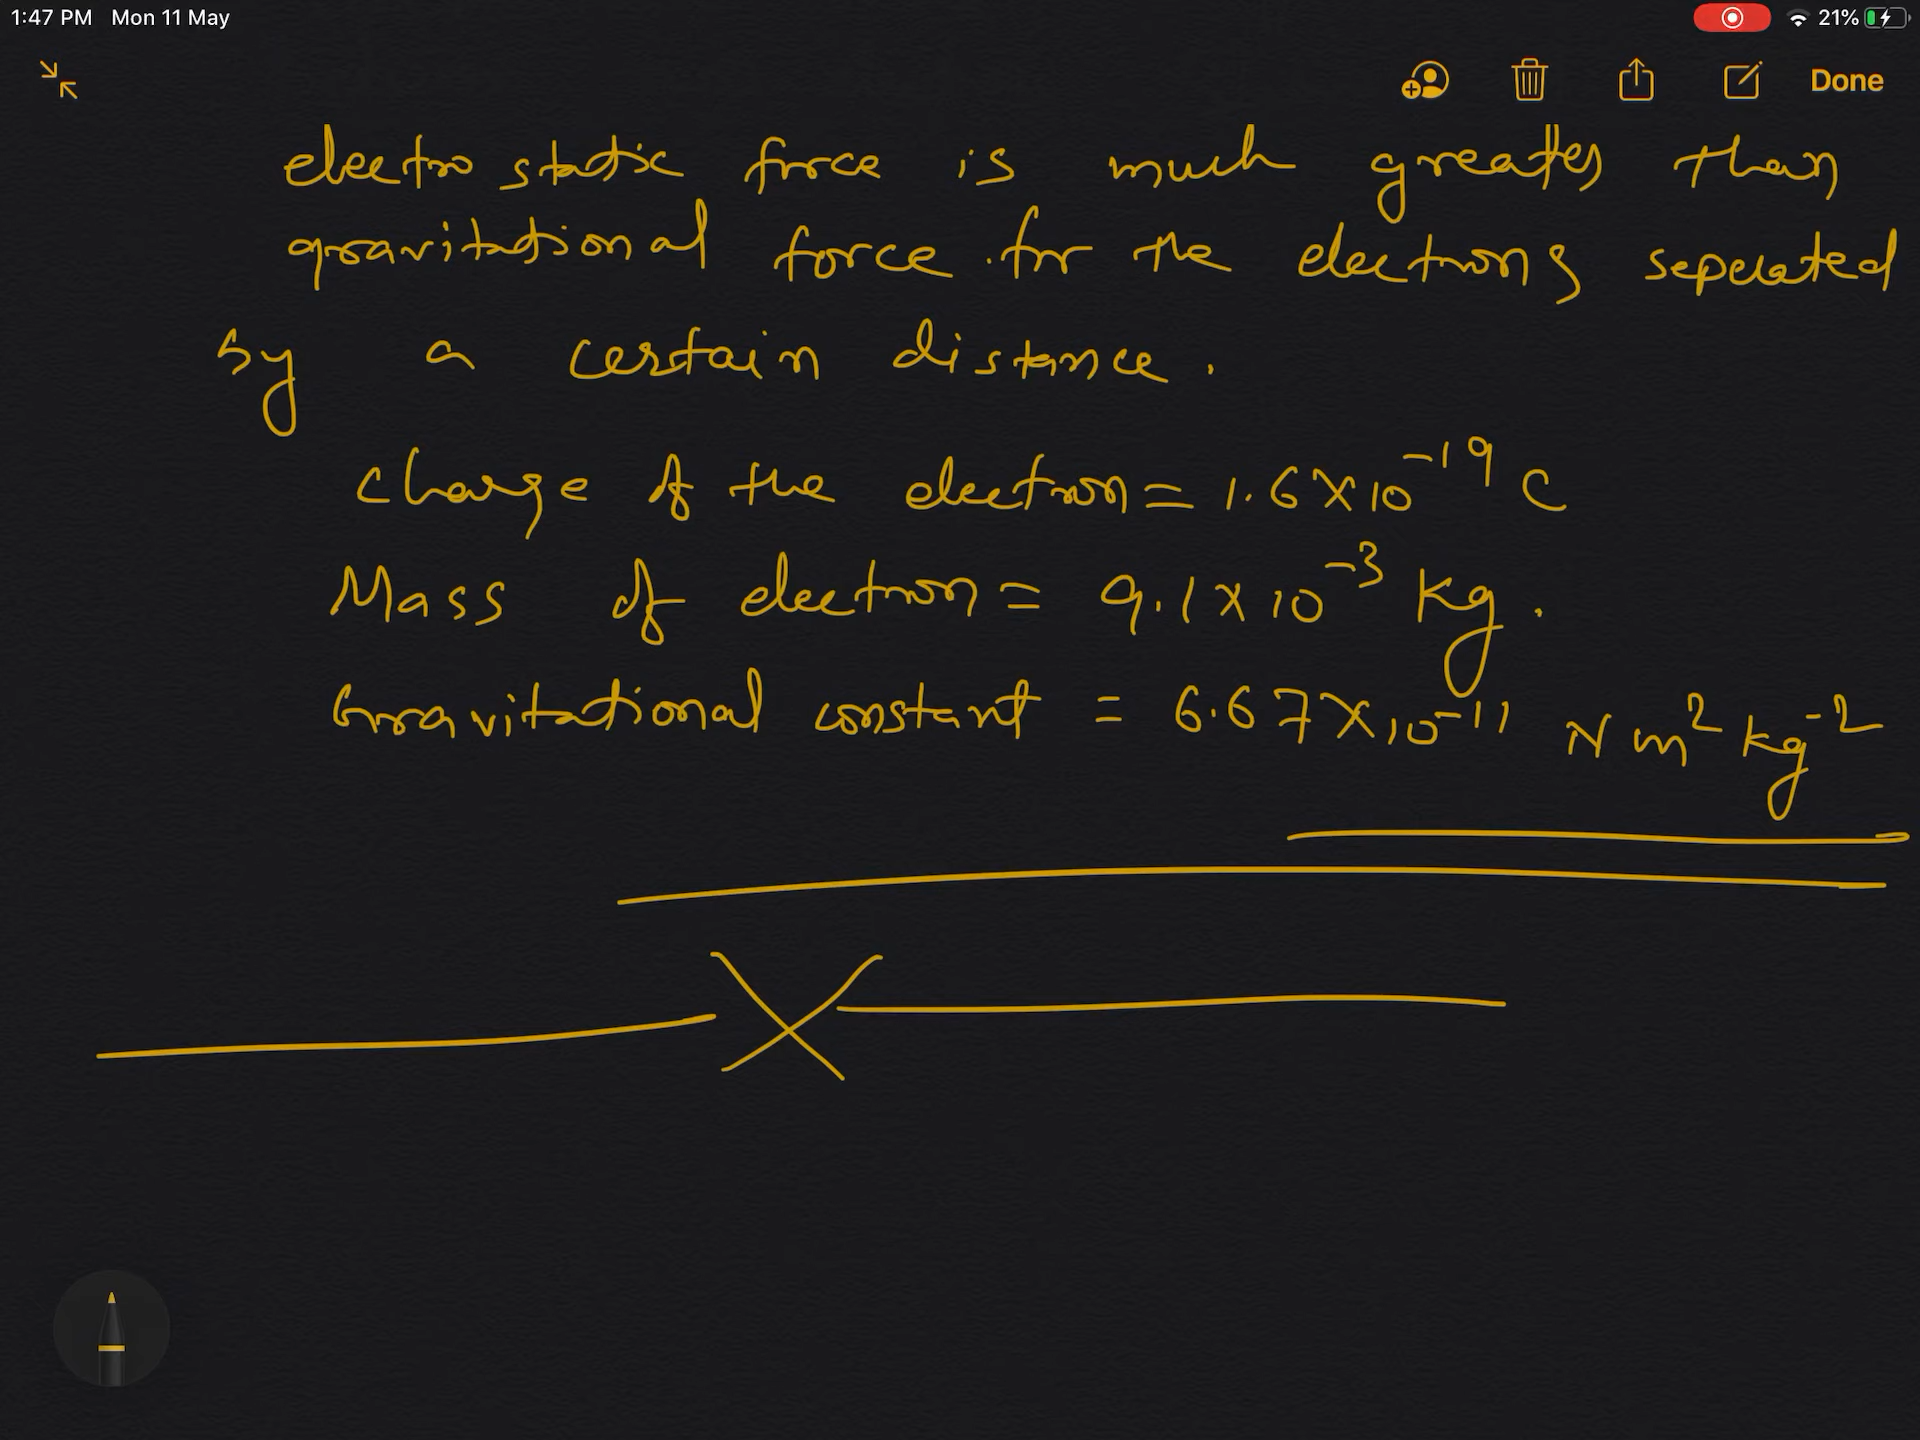 1:47 PM Mon 11 May
21%
Done
electrostatic force is much greater than
gravitational force for the electrons seperated
by a certain distance.
Charge of the electron = 1.6 × 10⁻¹⁹ C
Mass of electron = 9.1 × 10⁻³ kg.
Gravitational constant = 6.67 × 10⁻¹¹ N m² kg⁻²